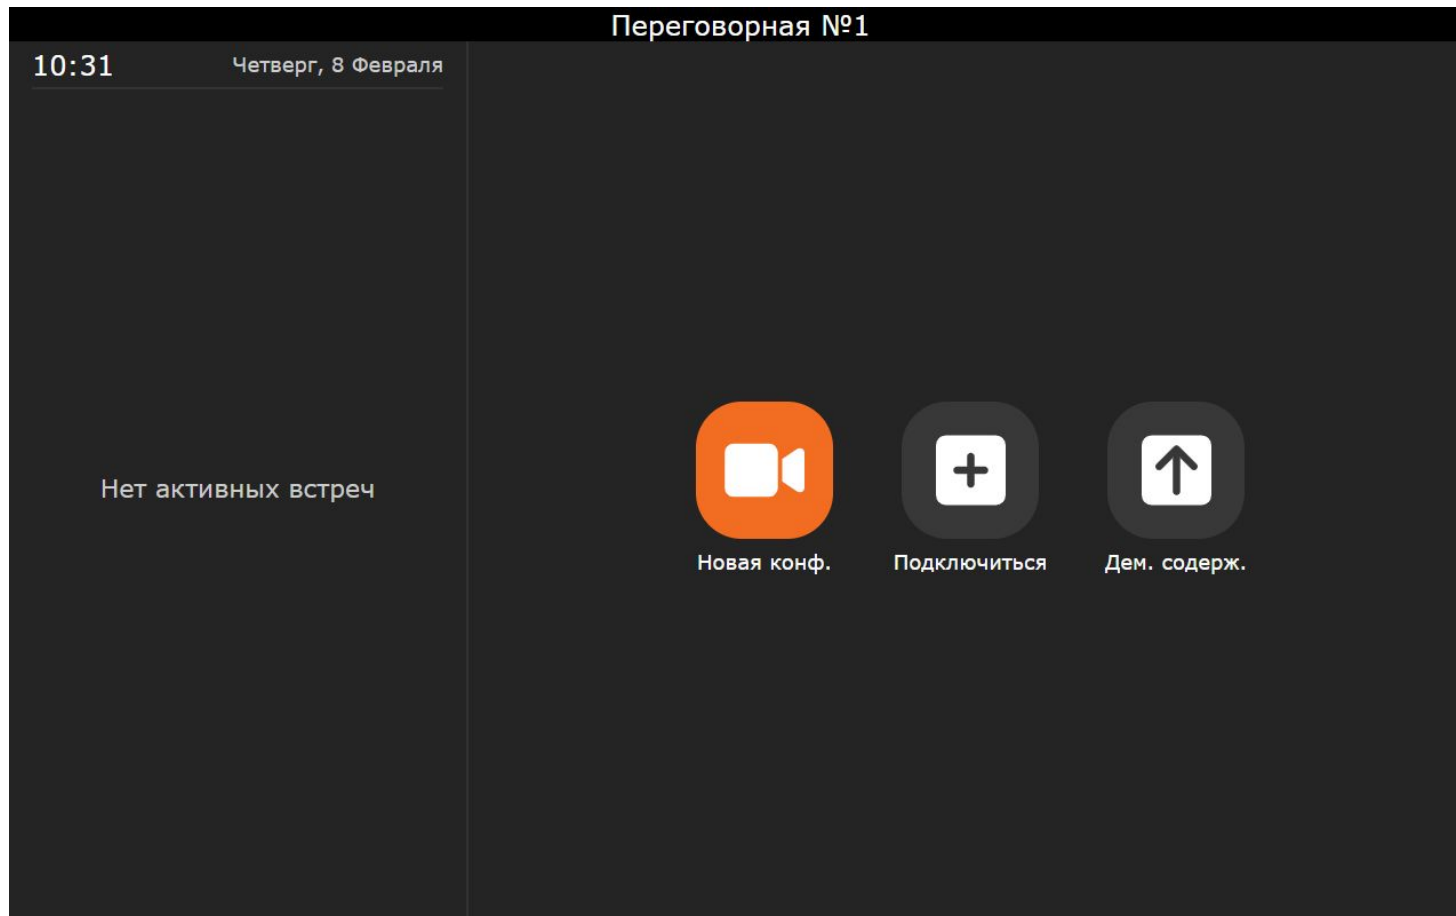 Переговорная №1
10:31 Четверг, 8 Февраля
Нет активных встреч
Новая конф. Подключиться Дем. содерж.